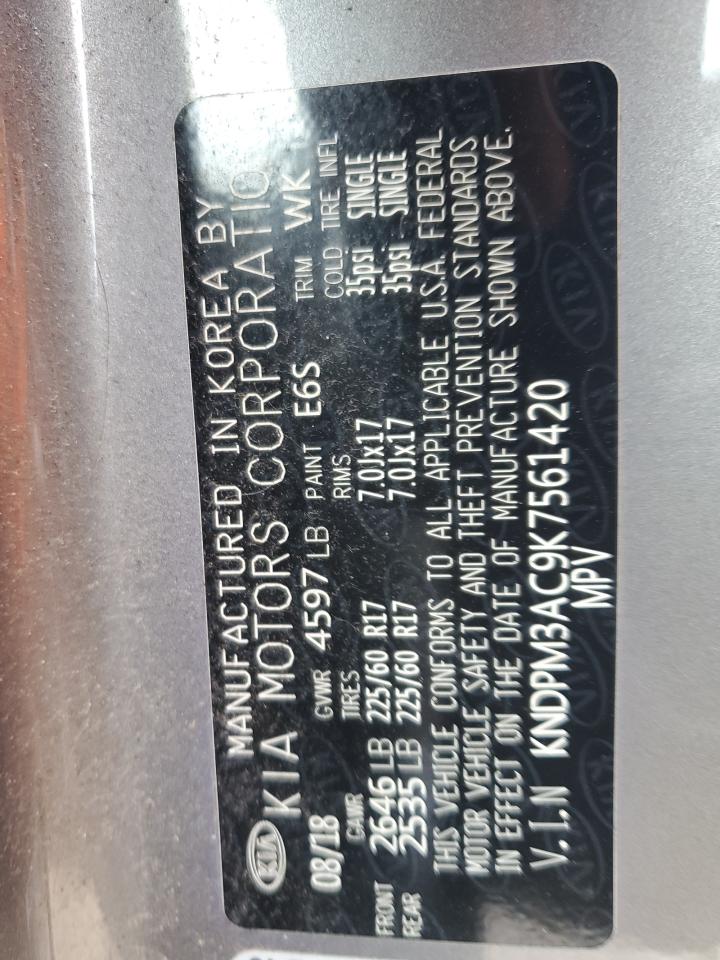 MANUFACTURED IN KOREA BY
KIA KIA MOTORS CORPORATIO
08/18 GVWR 4597 LB PAINT E6S TRIM WK
GAWR TIRES RIMS COLD TIRE INFL
FRONT 2646 LB 225/60 R17 7.0Jx17 35psi SINGLE
REAR 2535 LB 225/60 R17 7.0Jx17 35psi SINGLE
THIS VEHICLE CONFORMS TO ALL APPLICABLE U.S.A. FEDERAL
MOTOR VEHICLE SAFETY AND THEFT PREVENTION STANDARDS
IN EFFECT ON THE DATE OF MANUFACTURE SHOWN ABOVE.
V.I.N KNDPM3AC9K7561420
MPV